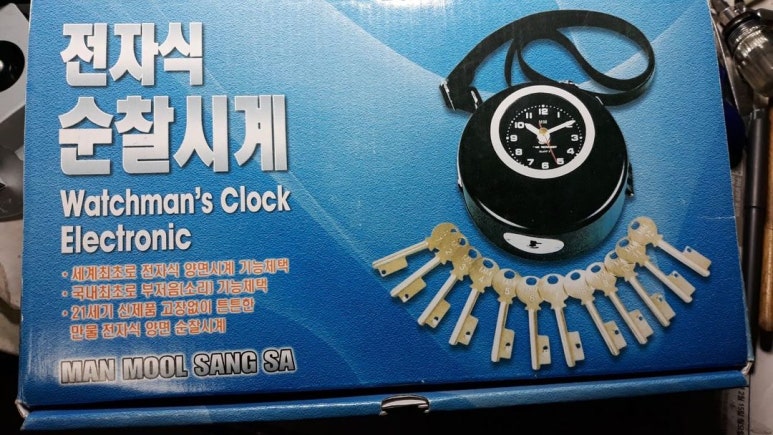 전자식
순찰시계
Watchman's Clock
Electronic
· 세계최초로 전자식 양면시계 기능채택
· 국내최초로 부저음(소리) 기능채택
· 21세기 신제품 고장없이 튼튼한
만물 전자식 양면 순찰시계
MAN MOOL SANG SA